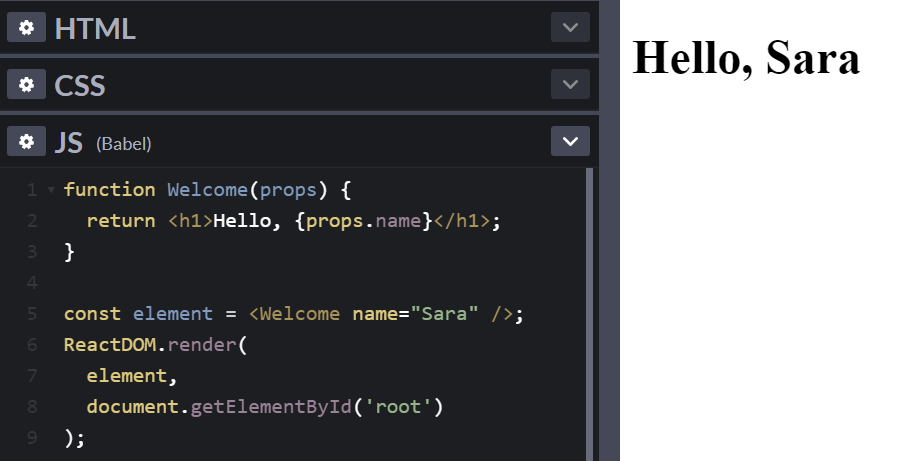 HTML
CSS
JS (Babel)
Hello, Sara
1 function Welcome(props) {
2   return <h1>Hello, {props.name}</h1>;
3 }
4
5 const element = <Welcome name="Sara" />;
6 ReactDOM.render(
7   element,
8   document.getElementById('root')
9 );